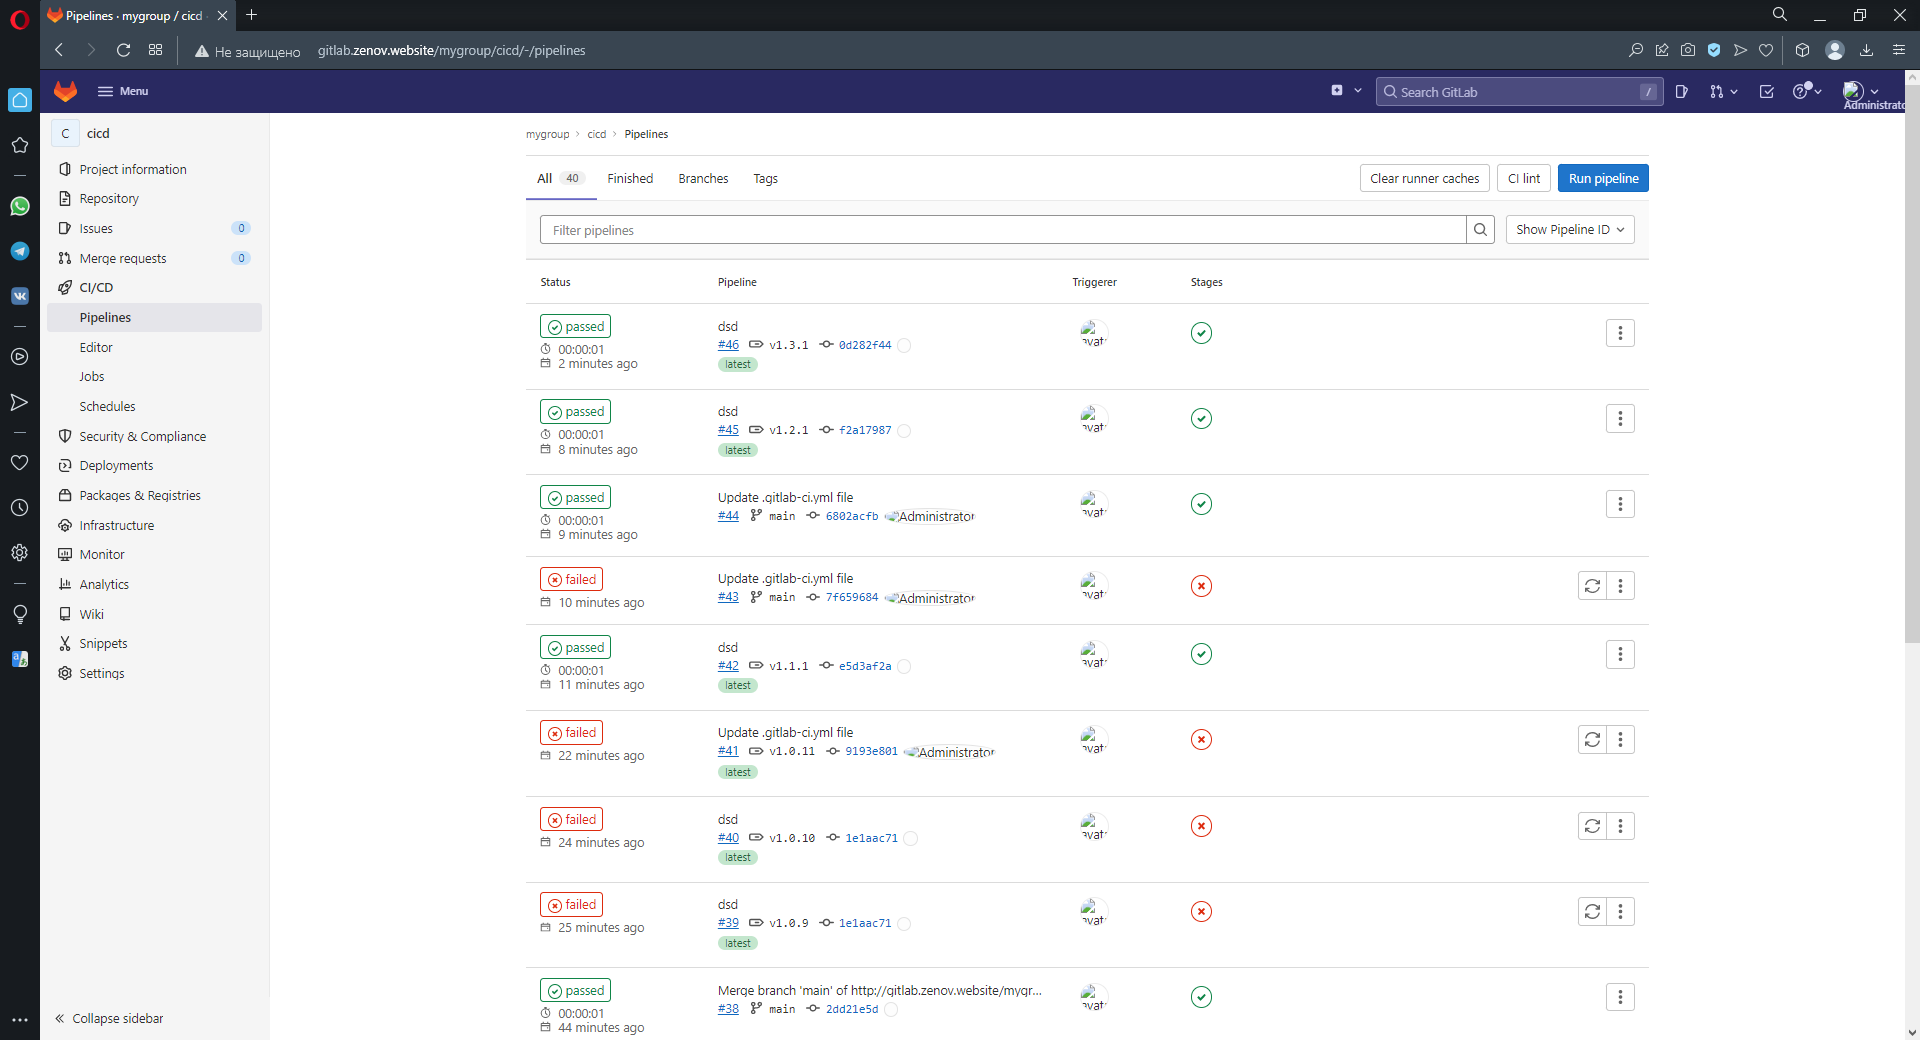 Pipelines · mygroup / cicd
Не защищено
gitlab.zenov.website/mygroup/cicd/-/pipelines
Menu
Search GitLab
/
Administrato
C
cicd
Project information
Repository
Issues
0
Merge requests
0
CI/CD
Pipelines
Editor
Jobs
Schedules
Security & Compliance
Deployments
Packages & Registries
Infrastructure
Monitor
Analytics
Wiki
Snippets
Settings
Collapse sidebar
mygroup › cicd › Pipelines
All 40 Finished Branches Tags
Clear runner caches CI lint Run pipeline
Filter pipelines
Show Pipeline ID
Status Pipeline Triggerer Stages
passed
00:00:01
2 minutes ago
dsd
#46 v1.3.1 0d282f44
latest
avata
passed
00:00:01
8 minutes ago
dsd
#45 v1.2.1 f2a17987
latest
avata
passed
00:00:01
9 minutes ago
Update .gitlab-ci.yml file
#44 main 6802acfb Administrator
avata
failed
10 minutes ago
Update .gitlab-ci.yml file
#43 main 7f659684 Administrator
avata
passed
00:00:01
11 minutes ago
dsd
#42 v1.1.1 e5d3af2a
latest
avata
failed
22 minutes ago
Update .gitlab-ci.yml file
#41 v1.0.11 9193e801 Administrator
latest
avata
failed
24 minutes ago
dsd
#40 v1.0.10 1e1aac71
latest
avata
failed
25 minutes ago
dsd
#39 v1.0.9 1e1aac71
latest
avata
passed
00:00:01
44 minutes ago
Merge branch 'main' of http://gitlab.zenov.website/mygr...
#38 main 2dd21e5d
avata